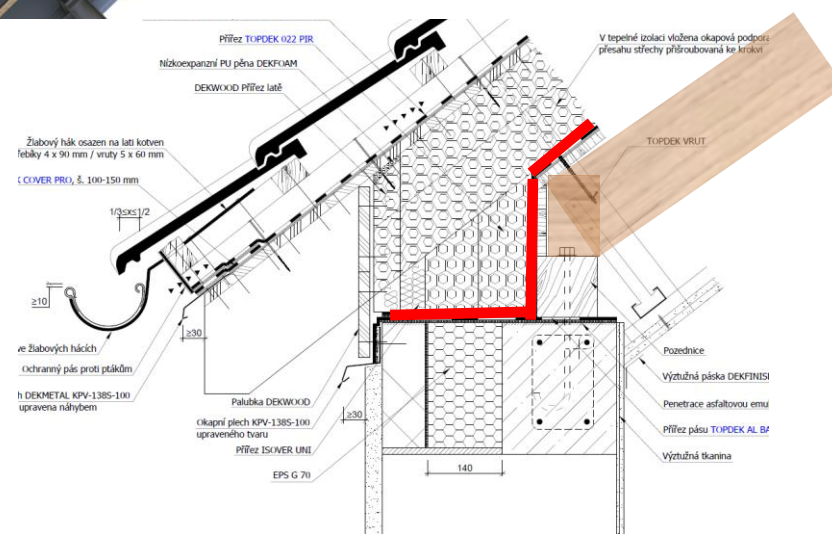 Přířez TOPDEK 022 PIR
Nízkoexpanzní PU pěna DEKFOAM
DEKWOOD Přířez latě
V tepelné izolaci vložena okapová podpora
přesahu střechy přišroubovaná ke krokvi
Žlabový hák osazen na lati kotven
řebíky 4 x 90 mm / vruty 5 x 60 mm
COVER PRO, š. 100-150 mm
1/3≤x≤1/2
TOPDEK VRUT
≥10
≥30
ve žlabových hácích
Ochranný pás proti ptákům
h DEKMETAL KPV-138S-100
upravena náhybem
Palubka DEKWOOD
Okapní plech KPV-138S-100
upraveného tvaru
Přířez ISOVER UNI
EPS G 70
≥30
140
Pozednice
Výztužná páska DEKFINISH
Penetrace asfaltovou emul
Přířez pásu TOPDEK AL BA
Výztužná tkanina